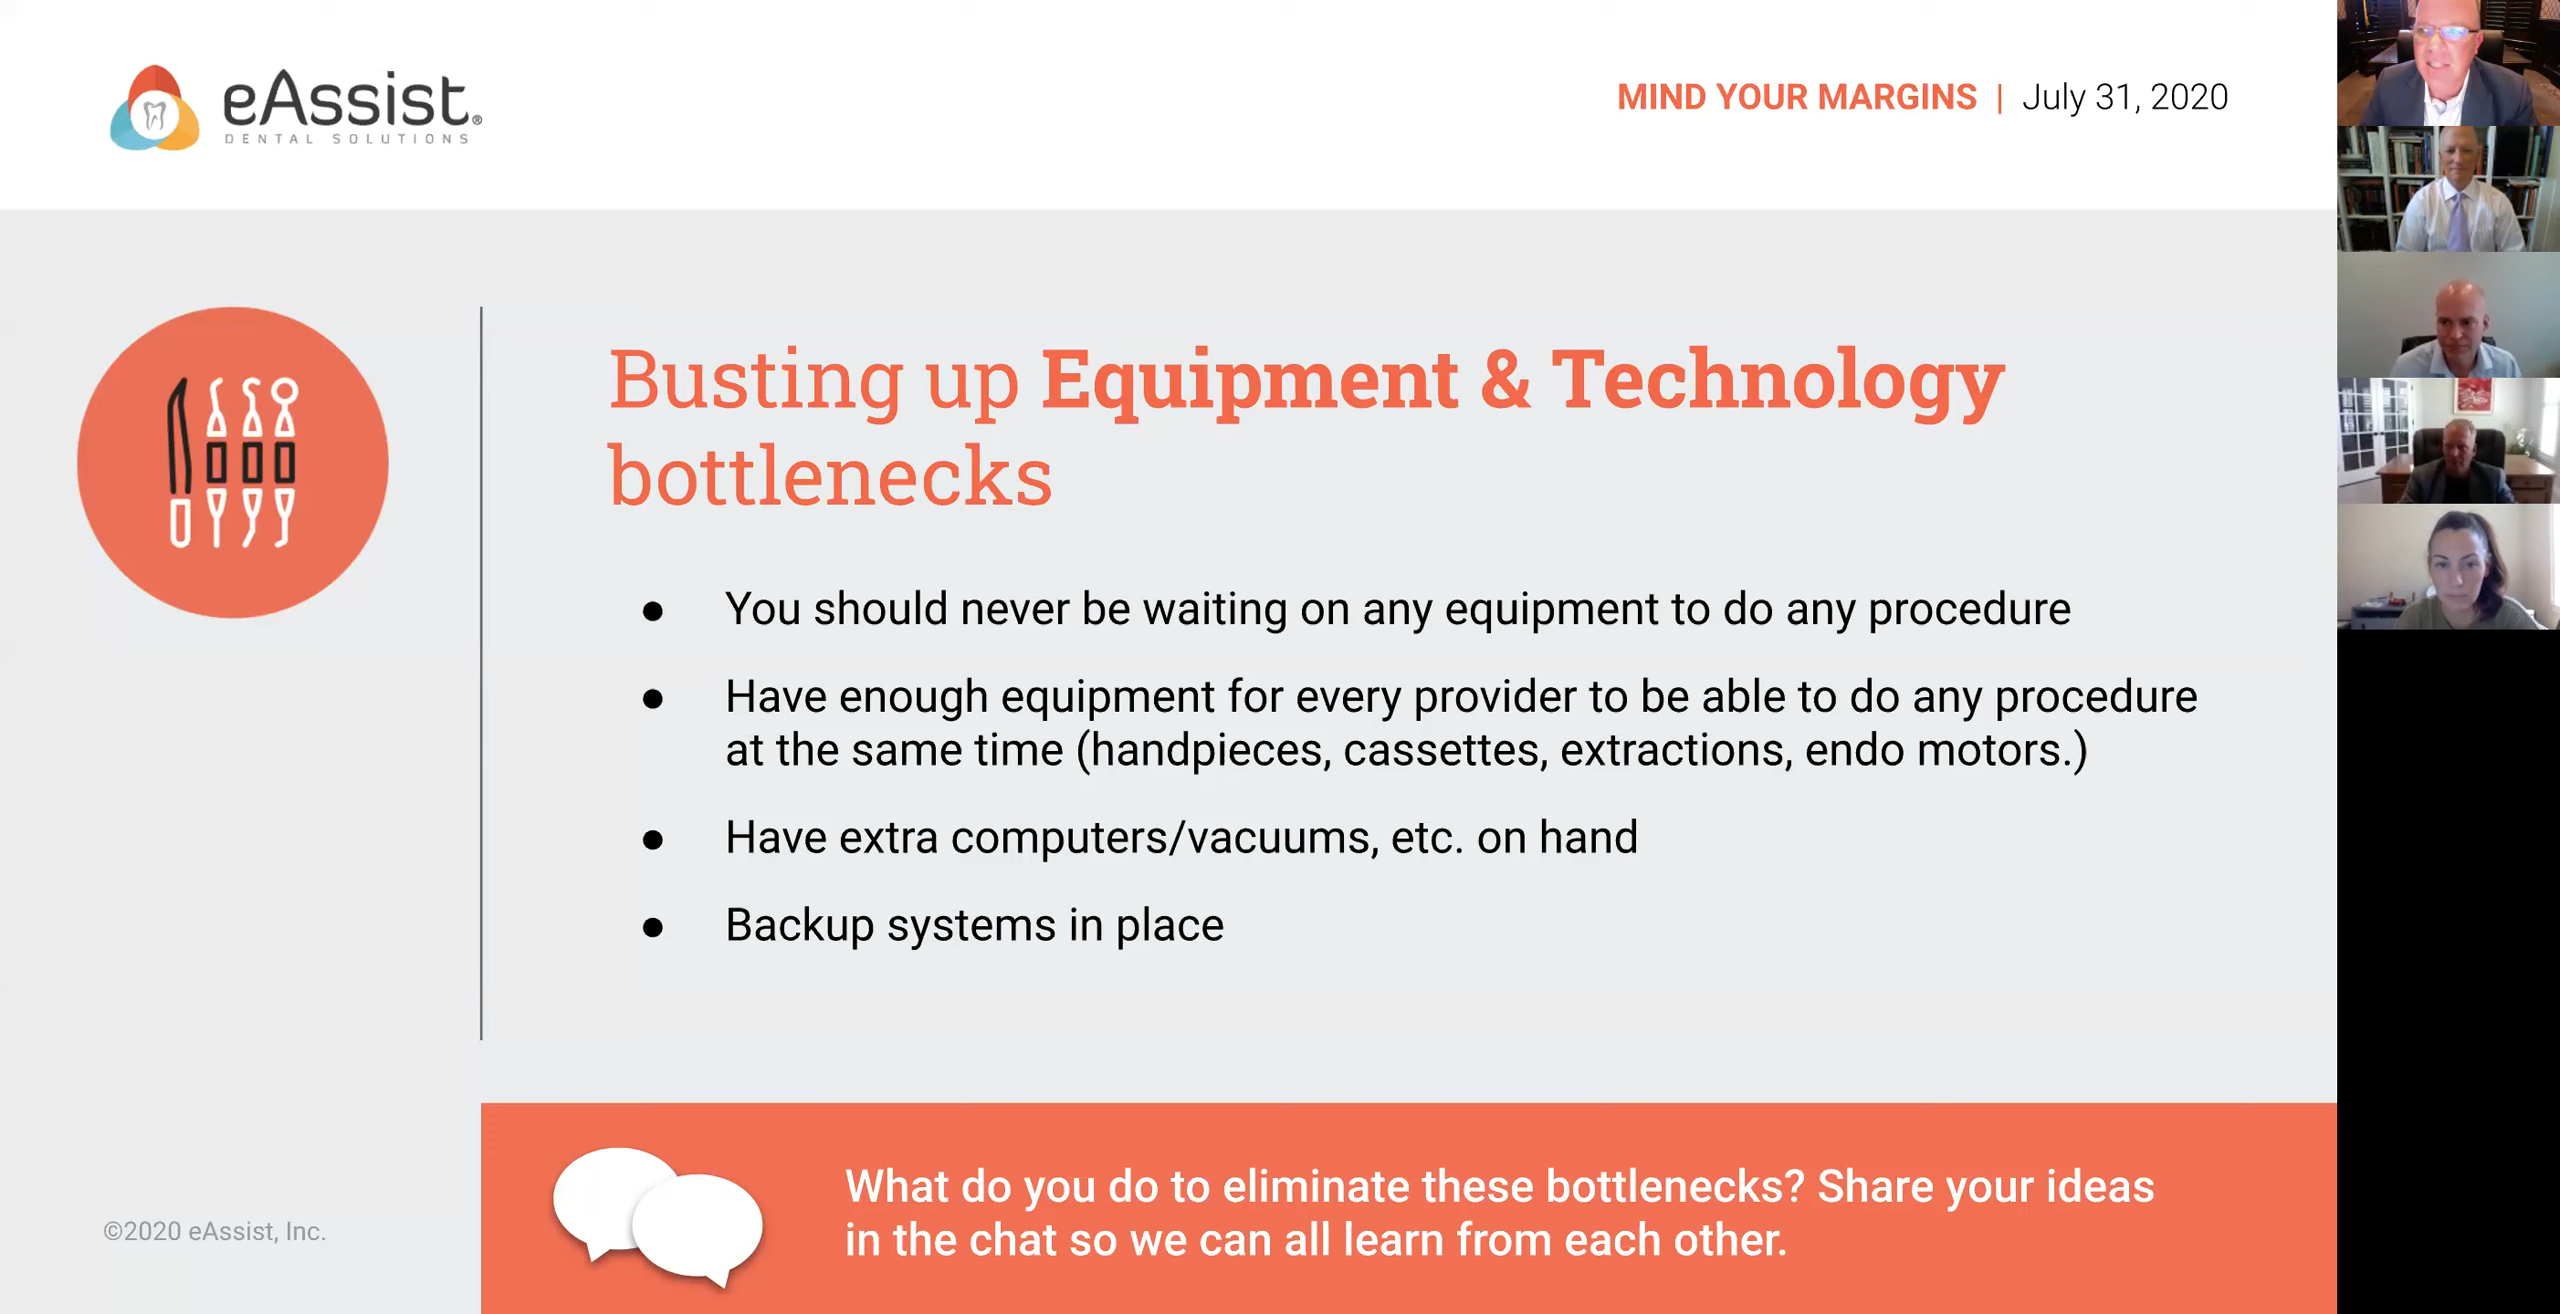 eAssist®
DENTAL SOLUTIONS
MIND YOUR MARGINS | July 31, 2020
Busting up Equipment & Technology
bottlenecks
● You should never be waiting on any equipment to do any procedure
● Have enough equipment for every provider to be able to do any procedure
at the same time (handpieces, cassettes, extractions, endo motors.)
● Have extra computers/vacuums, etc. on hand
● Backup systems in place
What do you do to eliminate these bottlenecks? Share your ideas
in the chat so we can all learn from each other.
©2020 eAssist, Inc.